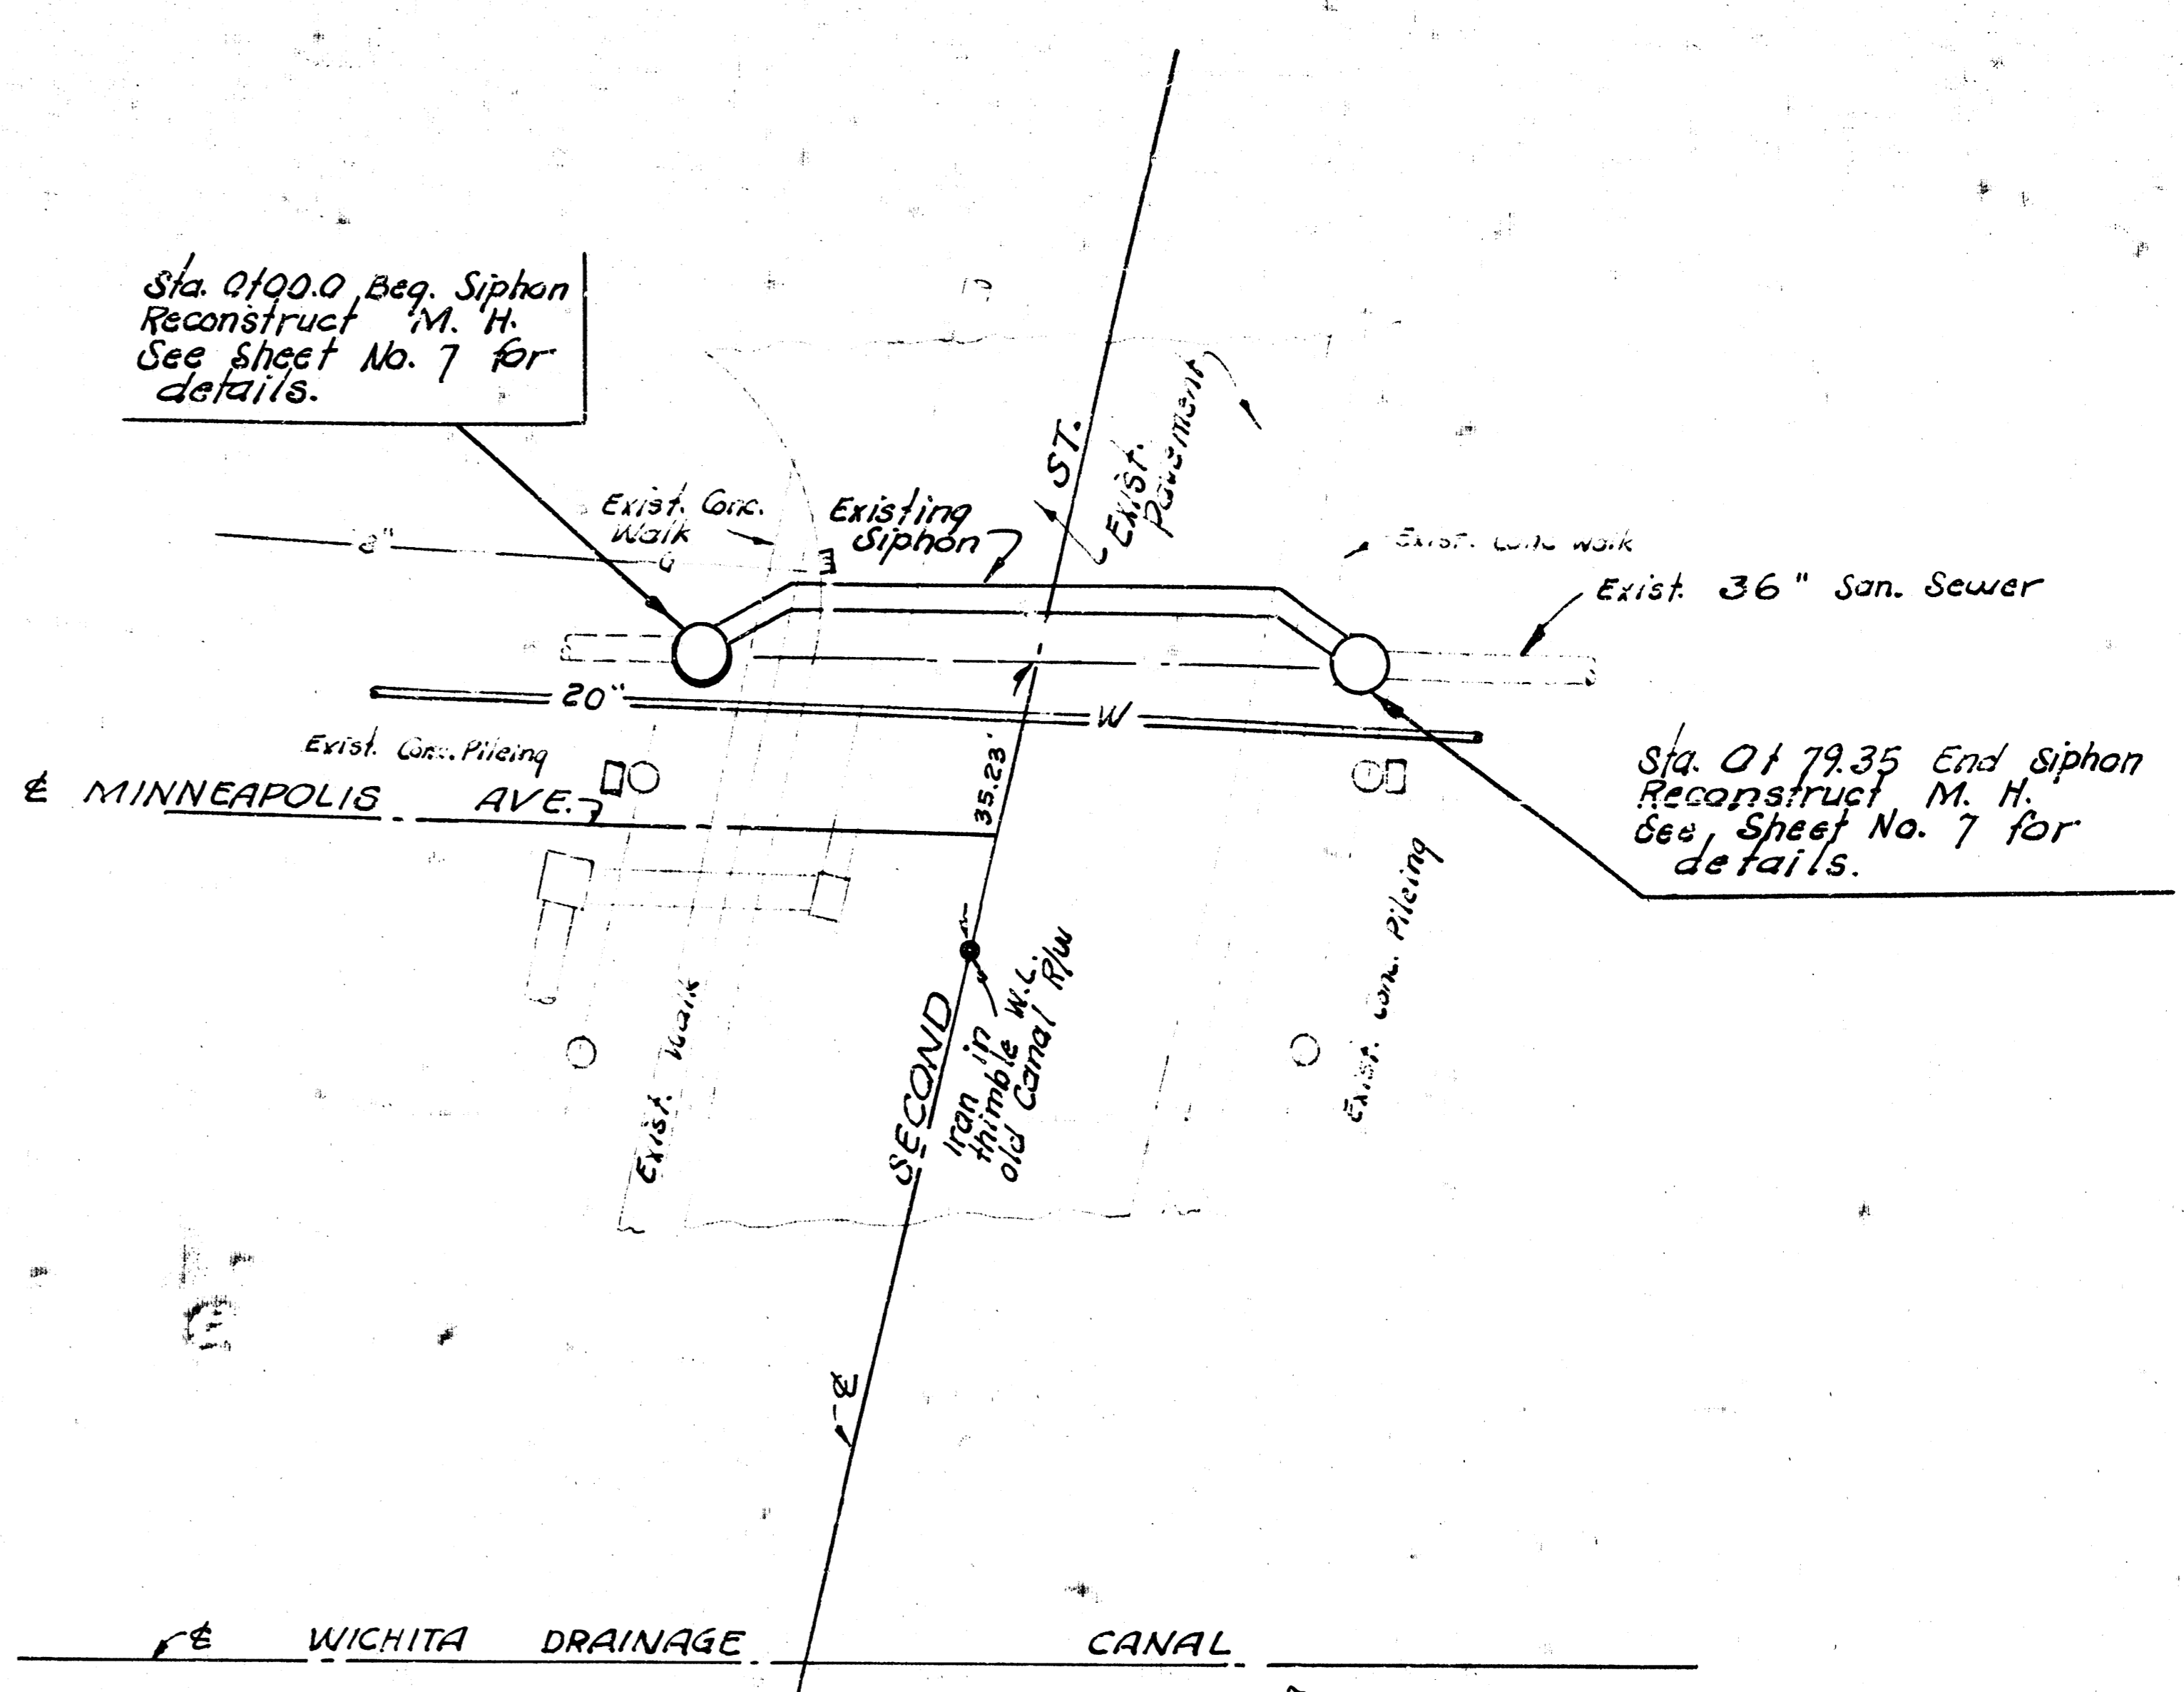 Sta. 0+00.0 Beg. Siphon
Reconstruct M. H.
See Sheet No. 7 for
details.
ST.
Exist.
Pavement
Exist. Conc.
Walk
Existing
Siphon
8"
G
Exist. Conc Walk
Exist. 36" San. Sewer
20"
W
Exist. Conc. Pileing
℄ MINNEAPOLIS AVE.
35.23'
Sta. 0+79.35 End Siphon
Reconstruct M. H.
See Sheet No. 7 for
details.
Exist. Conc. Pileing
Exist. Walk
SECOND
Iron in
thimble W.L.
old Canal R/W
℄
℄ WICHITA DRAINAGE CANAL